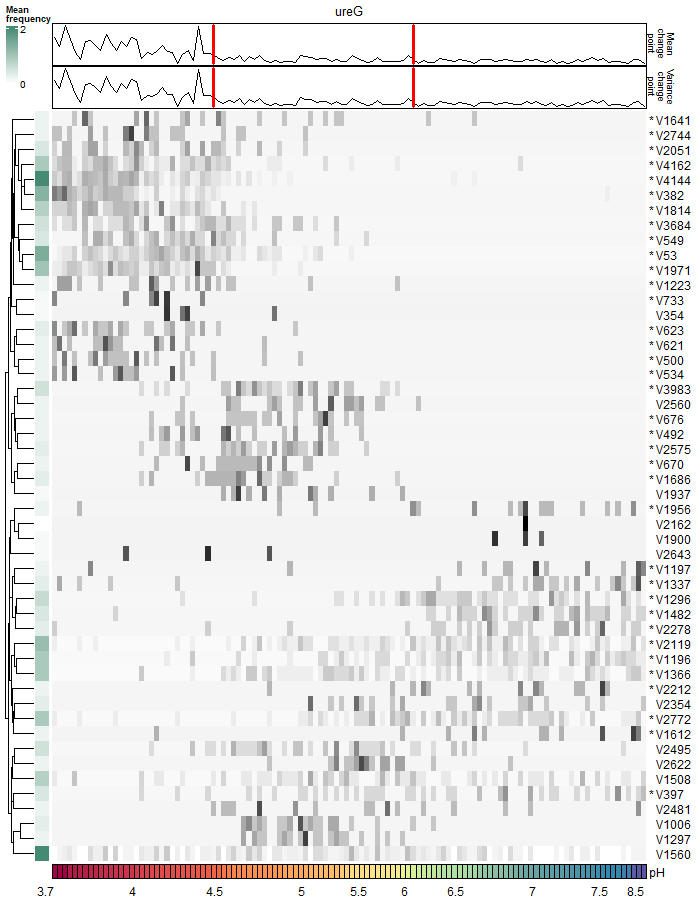 Mean
frequency
ureG
2
0
Mean
change
point
Variance
change
point
* V1641
* V2744
* V2051
* V4162
* V4144
* V382
* V1814
* V3684
* V549
* V53
* V1971
* V1223
* V733
V354
* V623
* V621
* V500
* V534
* V3983
V2560
* V676
* V492
* V2575
* V670
* V1686
V1937
* V1956
V2162
V1900
V2643
* V1197
* V1337
* V1296
* V1482
* V2278
* V2119
* V1196
* V1366
* V2212
V2354
* V2772
* V1612
V2495
V2622
V1508
* V397
V2481
V1006
V1297
V1560
pH
3.7 4 4.5 5 5.5 6 6.5 7 7.5 8.5